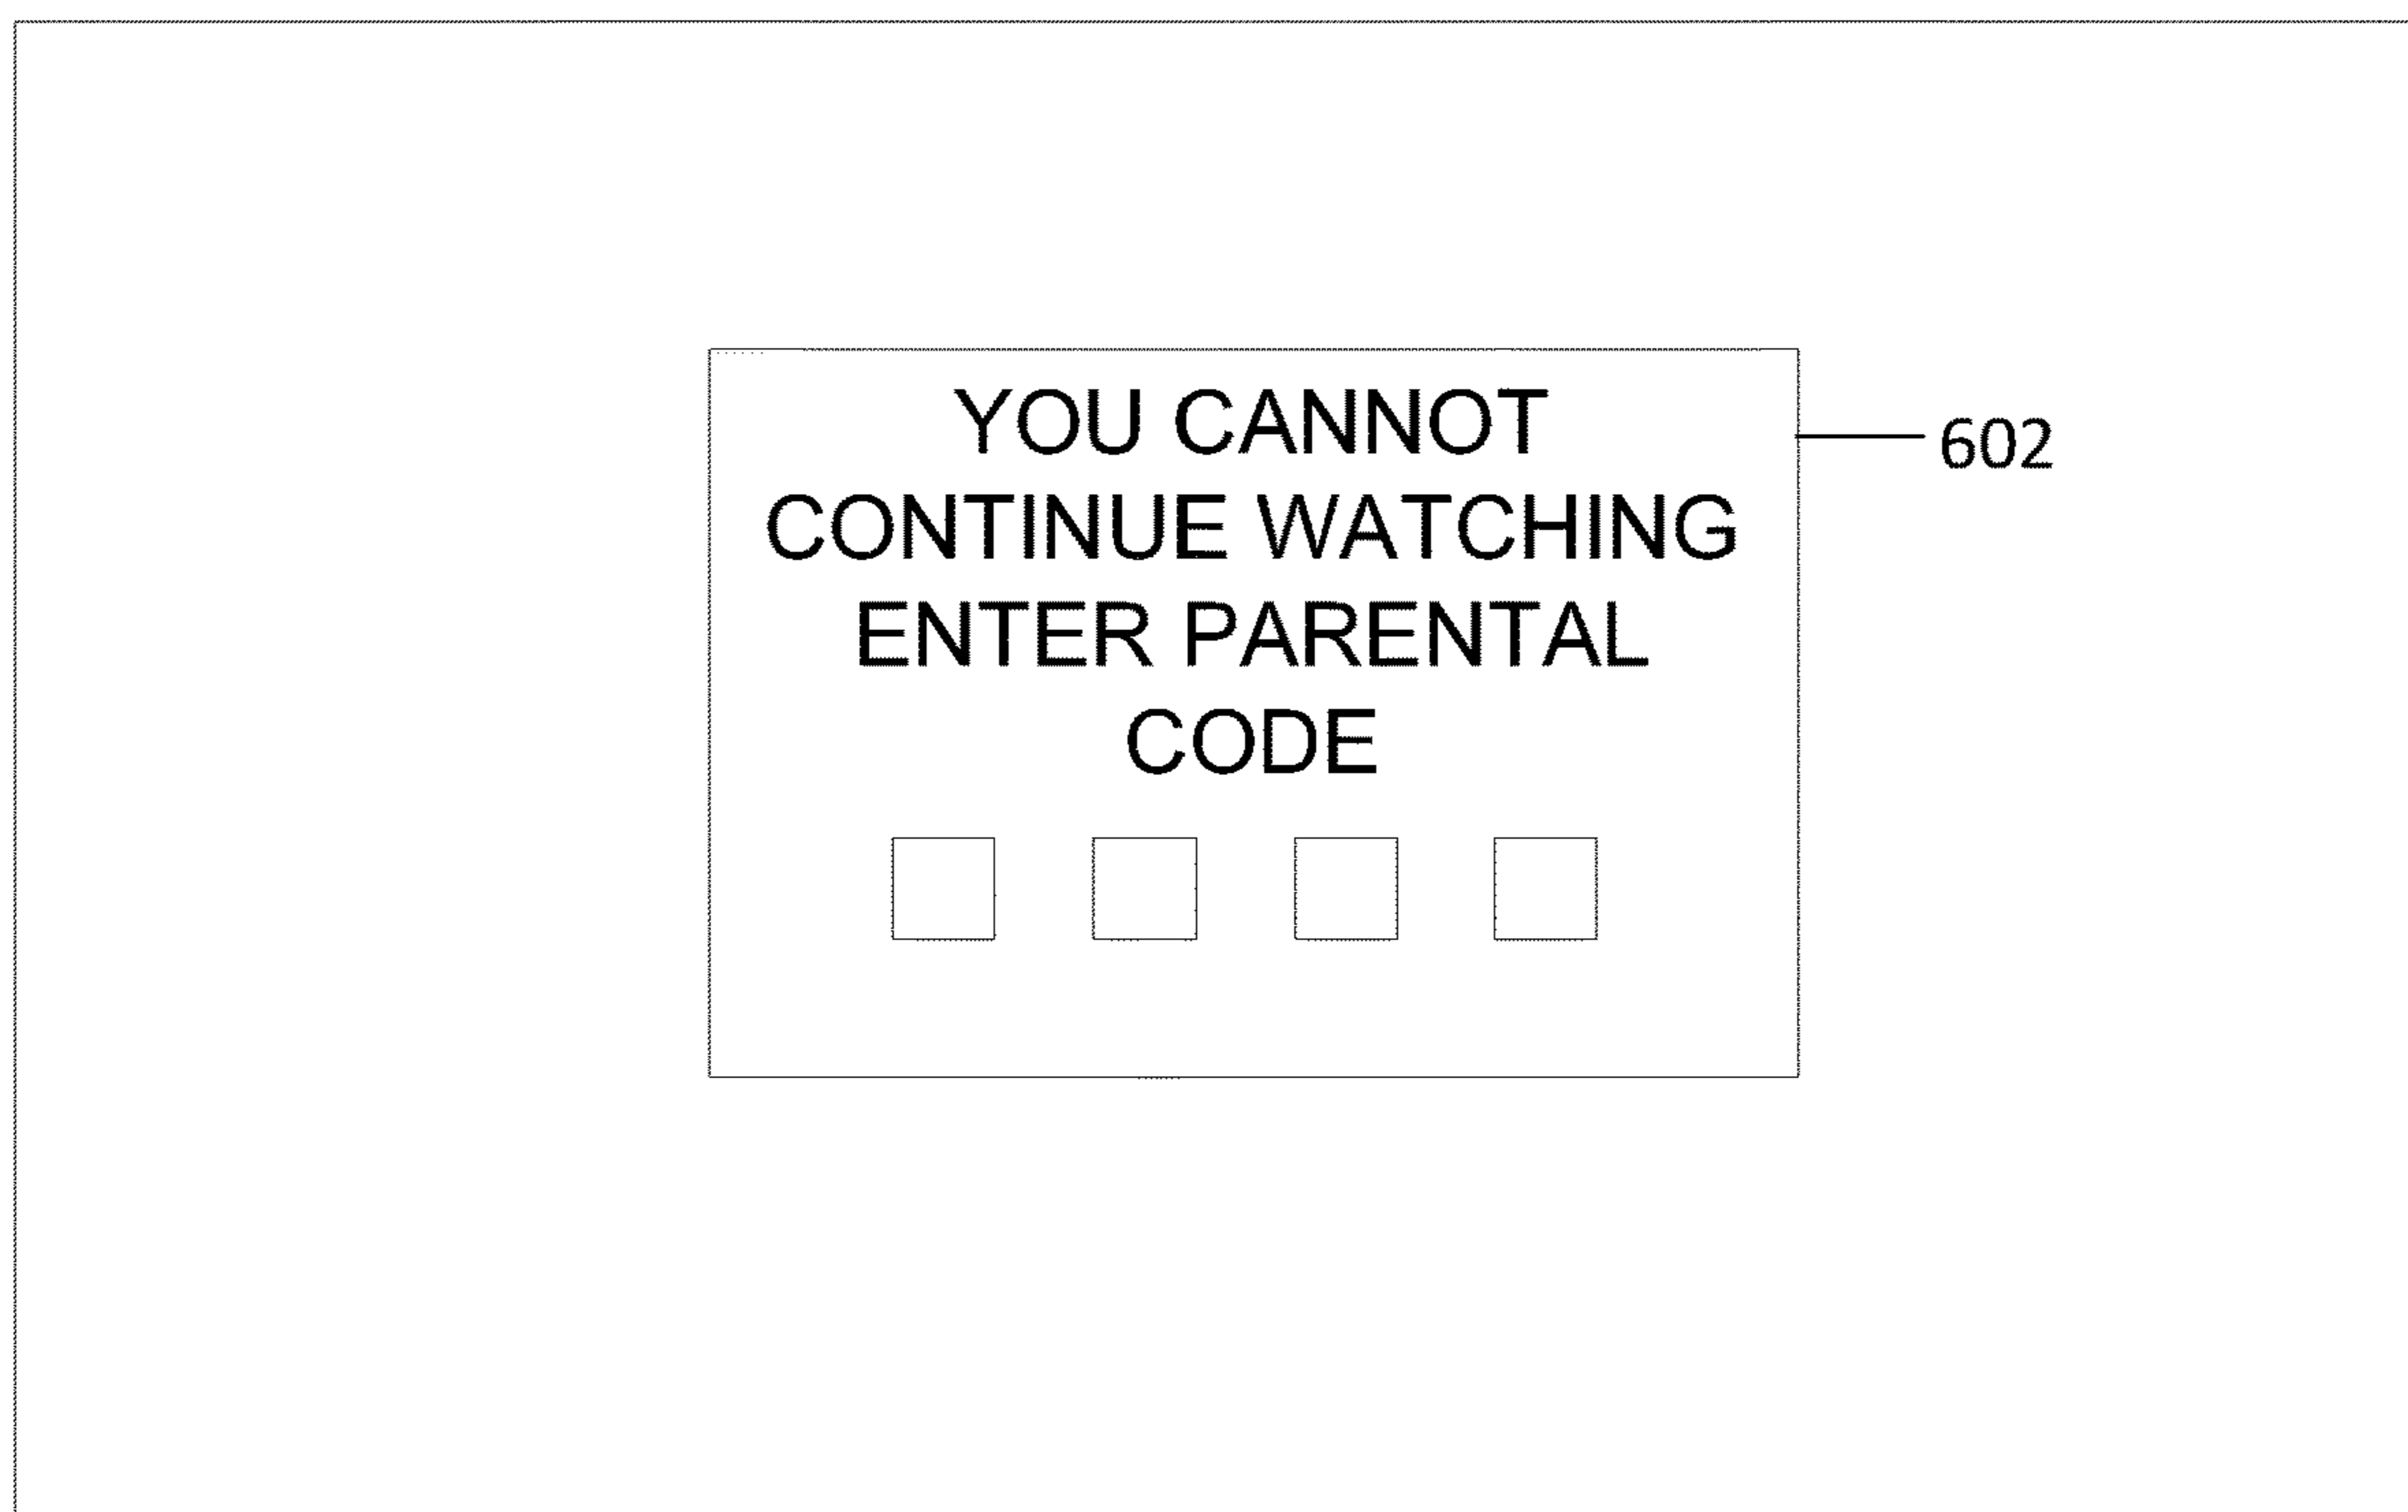 YOU CANNOT
CONTINUE WATCHING
ENTER PARENTAL
CODE
602